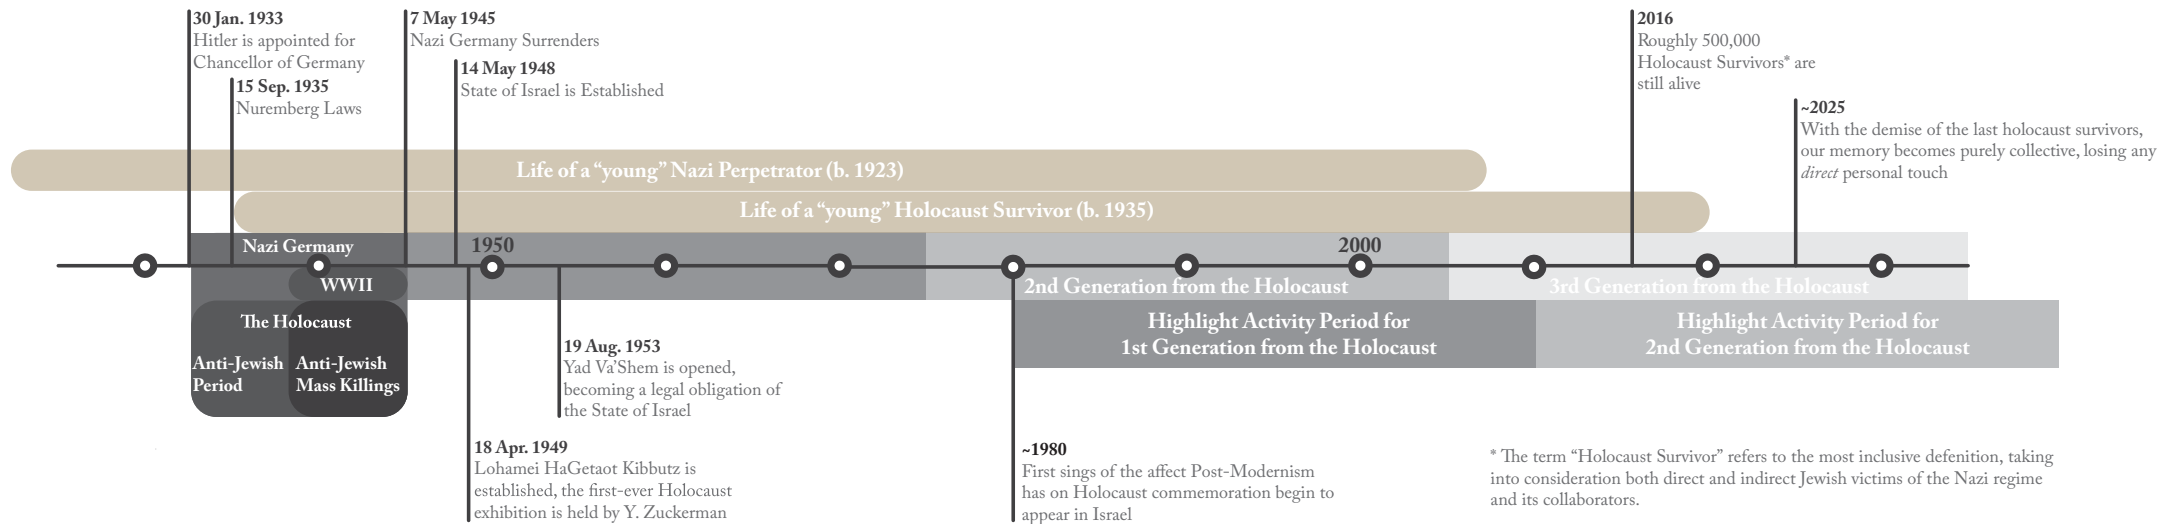 30 Jan. 1933
Hitler is appointed for
Chancellor of Germany
15 Sep. 1935
Nuremberg Laws
7 May 1945
Nazi Germany Surrenders
14 May 1948
State of Israel is Established
2016
Roughly 500,000
Holocaust Survivors* are
still alive
~2025
With the demise of the last holocaust survivors,
our memory becomes purely collective, losing any
direct personal touch
Life of a “young” Nazi Perpetrator (b. 1923)
Life of a “young” Holocaust Survivor (b. 1935)
Nazi Germany
1950
2000
WWII
2nd Generation from the Holocaust
3rd Generation from the Holocaust
The Holocaust
Anti-Jewish
Period
Anti-Jewish
Mass Killings
Highlight Activity Period for
1st Generation from the Holocaust
Highlight Activity Period for
2nd Generation from the Holocaust
19 Aug. 1953
Yad Va’Shem is opened,
becoming a legal obligation of
the State of Israel
18 Apr. 1949
Lohamei HaGetaot Kibbutz is
established, the first-ever Holocaust
exhibition is held by Y. Zuckerman
~1980
First sings of the affect Post-Modernism
has on Holocaust commemoration begin to
appear in Israel
* The term “Holocaust Survivor” refers to the most inclusive defenition, taking
into consideration both direct and indirect Jewish victims of the Nazi regime
and its collaborators.